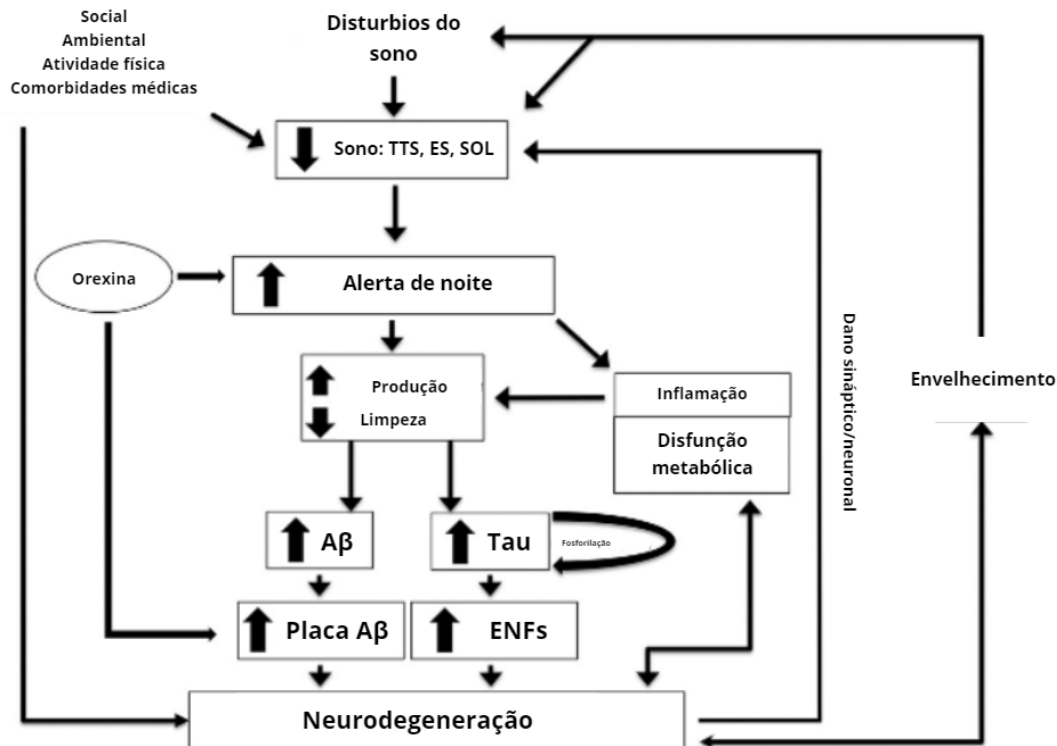 Social
Ambiental
Atividade física
Comorbidades médicas
Disturbios do
sono
Sono: TTS, ES, SOL
Orexina
Alerta de noite
Produção
Limpeza
Inflamação
Disfunção
metabólica
Dano sináptico/neuronal
Envelhecimento
Aβ
Tau
Fosforilação
Placa Aβ
ENFs
Neurodegeneração